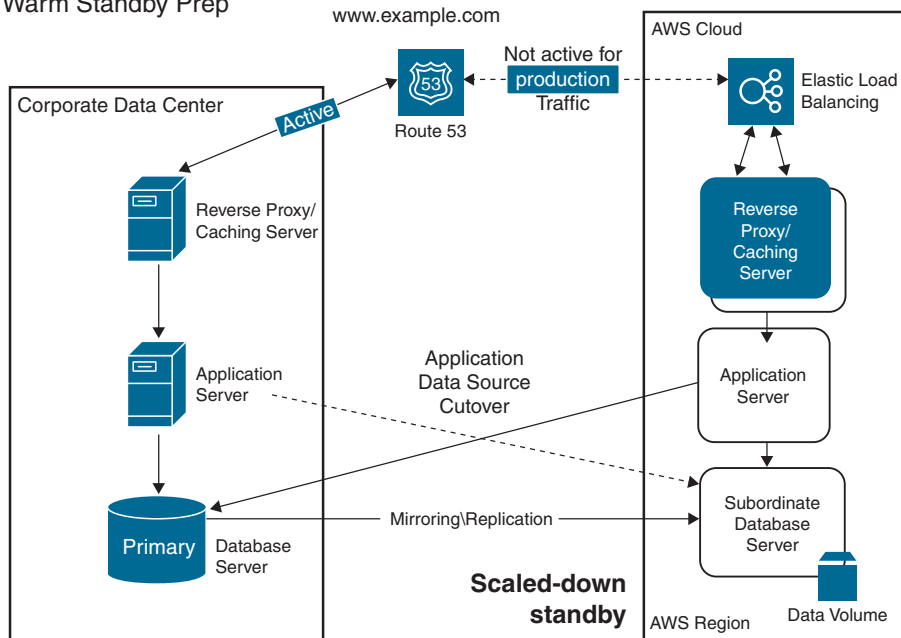 Warm Standby Prep
www.example.com
AWS Cloud
Not active for
production
Traffic
53
Route 53
Elastic Load
Balancing
Corporate Data Center
Active
Reverse Proxy/
Caching Server
Reverse
Proxy/
Caching
Server
Application
Server
Application
Data Source
Cutover
Application
Server
Primary
Database
Server
Mirroring\Replication
Subordinate
Database
Server
Scaled-down
standby
Data Volume
AWS Region